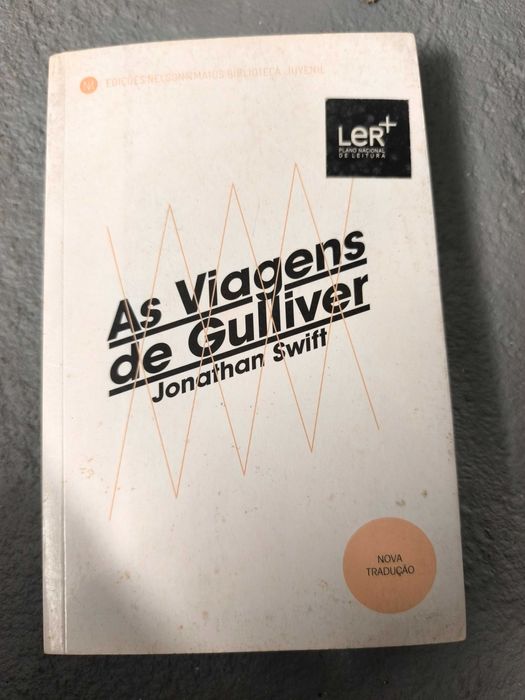 EDIÇÕES NELSON DE MATOS BIBLIOTECA JUVENIL
LER+
PLANO NACIONAL
DE LEITURA
As Viagens
de Gulliver
Jonathan Swift
NOVA
TRADUÇÃO